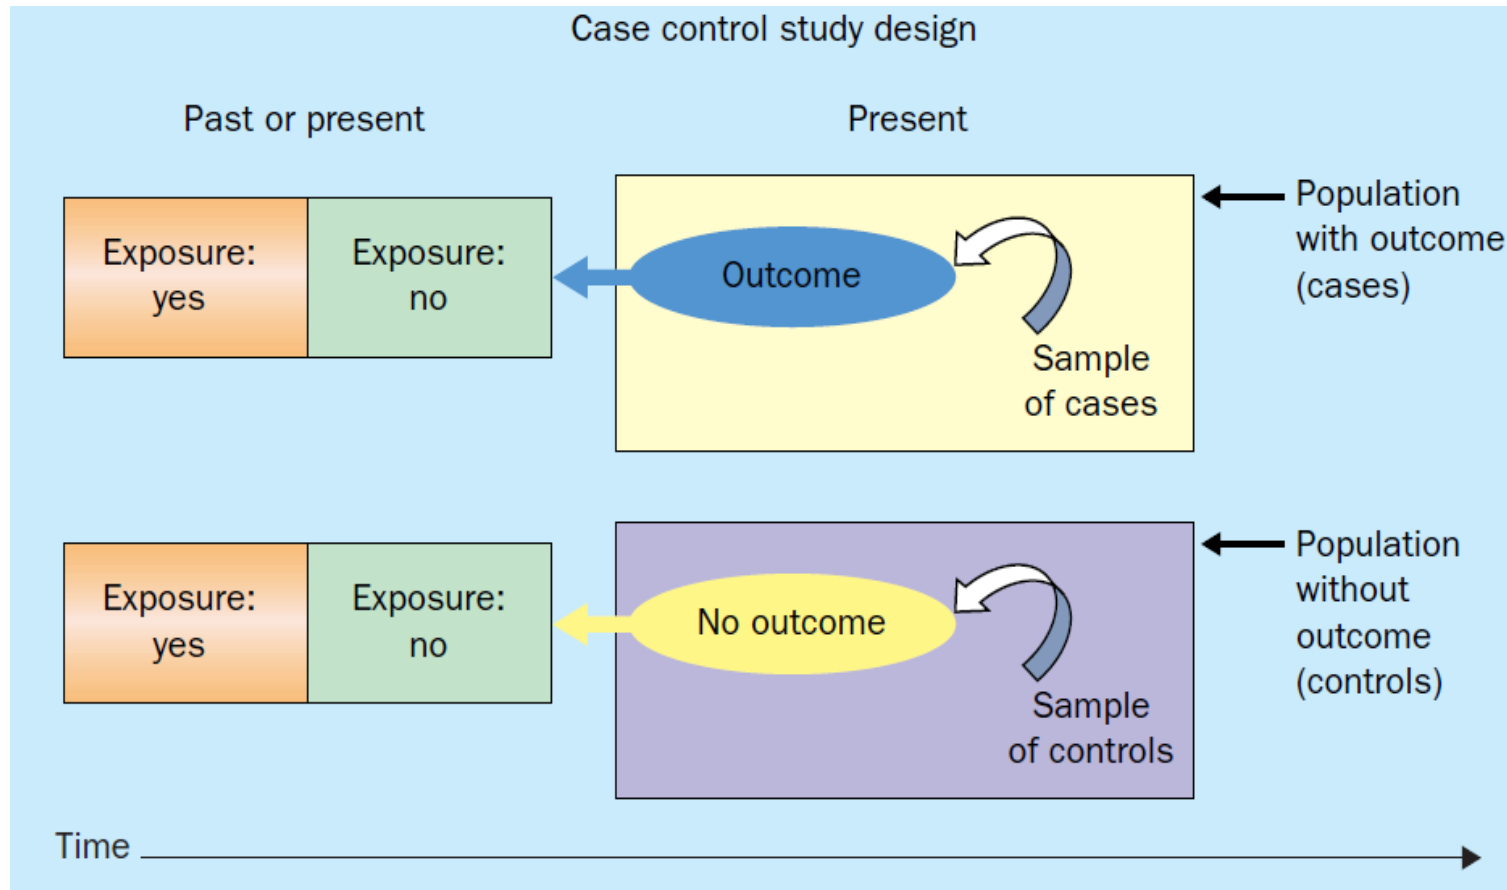 Case control study design
Past or present
Present
Exposure:
yes
Exposure:
no
Outcome
Sample
of cases
Population
with outcome
(cases)
Exposure:
yes
Exposure:
no
No outcome
Sample
of controls
Population
without
outcome
(controls)
Time